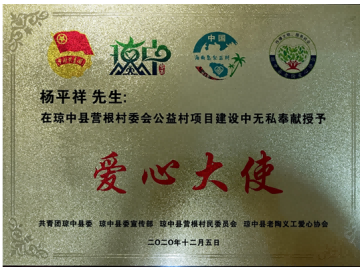 中国
杨平祥 先生:
在琼中县营根村委会公益村项目建设中无私奉献授予
爱心大使
共青团琼中县委 琼中县委宣传部 琼中县营根村民委员会 琼中县老陶义工爱心协会
二〇二〇年十二月五日